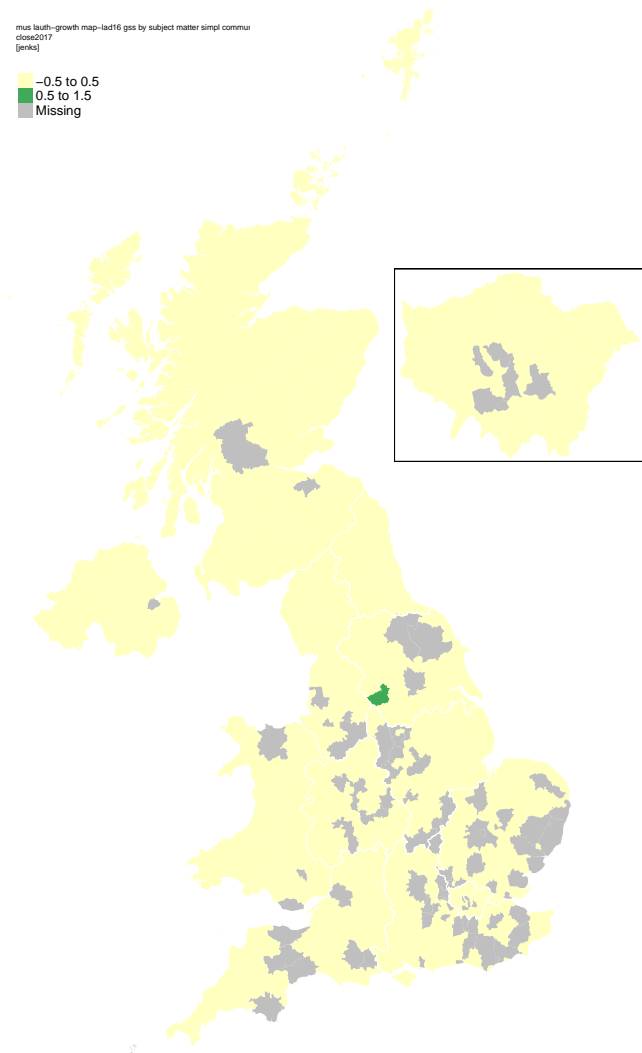 mus lauth−growth map−lad16 gss by subject matter simpl commur
close2017
[jenks]
−0.5 to 0.5
0.5 to 1.5
Missing